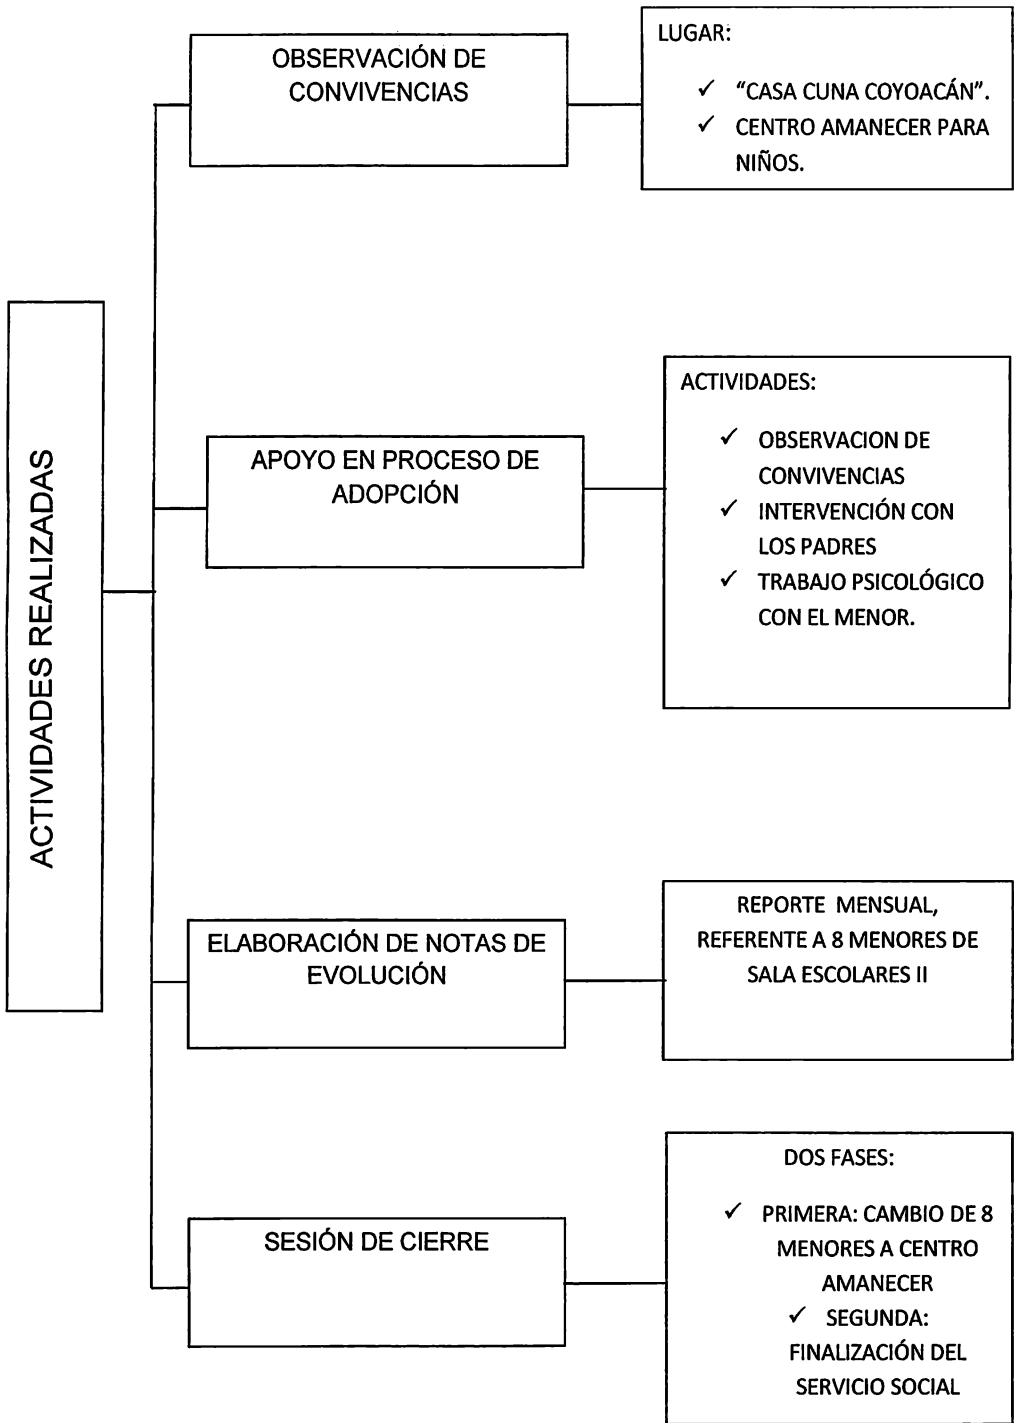 ACTIVIDADES REALIZADAS
OBSERVACIÓN DE
CONVIVENCIAS
LUGAR:
✓ "CASA CUNA COYOACÁN".
✓ CENTRO AMANECER PARA
NIÑOS.
APOYO EN PROCESO DE
ADOPCIÓN
ACTIVIDADES:
✓ OBSERVACION DE
CONVIVENCIAS
✓ INTERVENCIÓN CON
LOS PADRES
✓ TRABAJO PSICOLÓGICO
CON EL MENOR.
ELABORACIÓN DE NOTAS DE
EVOLUCIÓN
REPORTE MENSUAL,
REFERENTE A 8 MENORES DE
SALA ESCOLARES II
SESIÓN DE CIERRE
DOS FASES:
✓ PRIMERA: CAMBIO DE 8
MENORES A CENTRO
AMANECER
✓ SEGUNDA:
FINALIZACIÓN DEL
SERVICIO SOCIAL